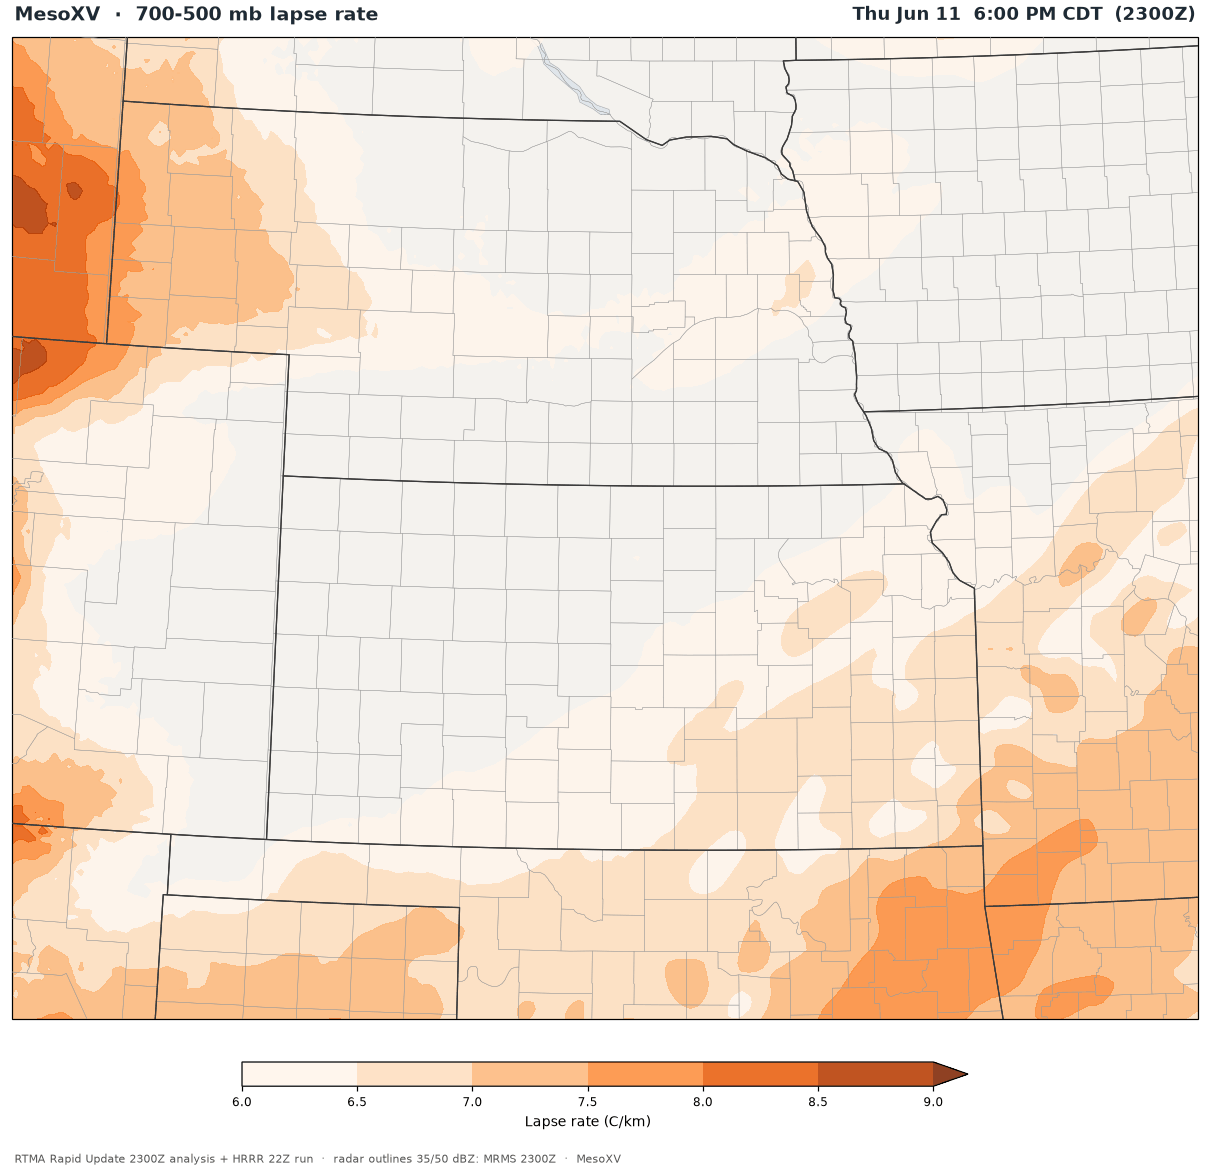 MesoXV · 700-500 mb lapse rate
Thu Jun 11 6:00 PM CDT (2300Z)
6.0 6.5 7.0 7.5 8.0 8.5 9.0
Lapse rate (C/km)
RTMA Rapid Update 2300Z analysis + HRRR 22Z run · radar outlines 35/50 dBZ: MRMS 2300Z · MesoXV